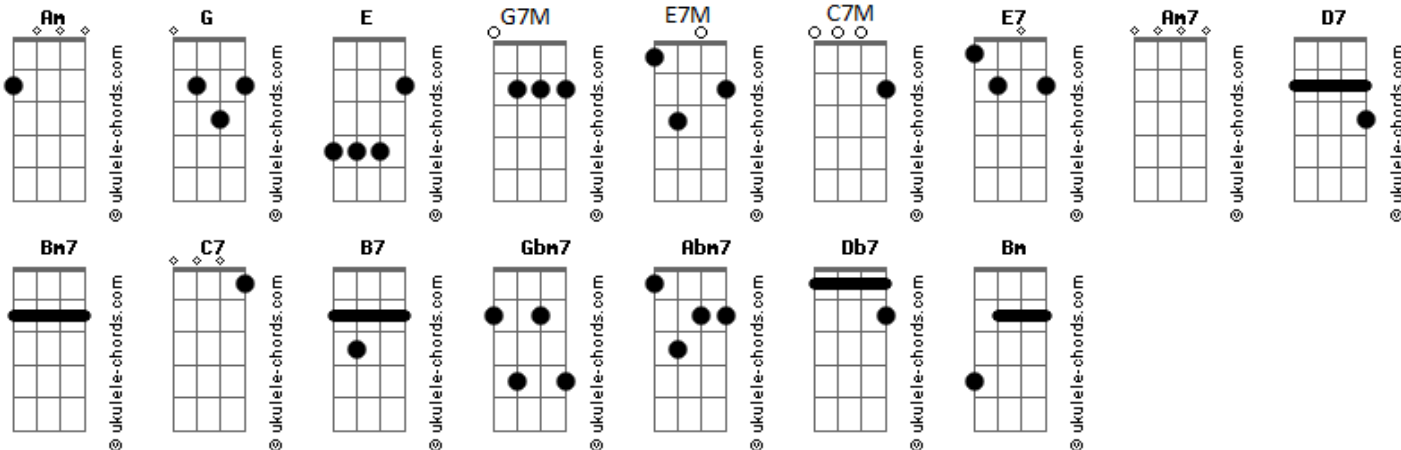 Am G E G7M E7M C7M E7 Am7 D7
© ukulele-chords.com © ukulele-chords.com © ukulele-chords.com © ukulele-chords.com © ukulele-chords.com © ukulele-chords.com © ukulele-chords.com © ukulele-chords.com © ukulele-chords.com
Bm7 C7 B7 Gbm7 Abm7 Db7 Bm
© ukulele-chords.com © ukulele-chords.com © ukulele-chords.com © ukulele-chords.com © ukulele-chords.com © ukulele-chords.com © ukulele-chords.com